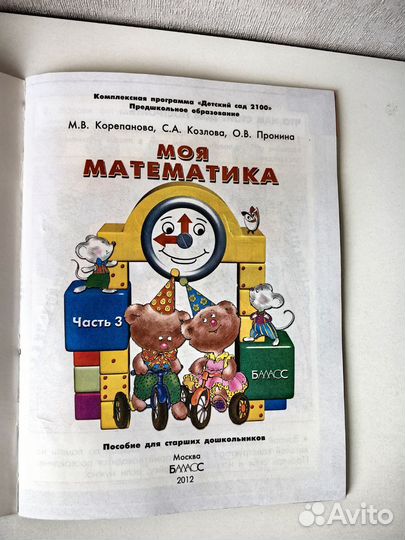 Комплексная программа «Детский сад 2100»
Предшкольное образование
М.В. Корепанова, С.А. Козлова, О.В. Пронина
МОЯ
МАТЕМАТИКА
Часть 3
БАЛАСС
Пособие для старших дошкольников
Москва
БАЛАСС
2012
Avito